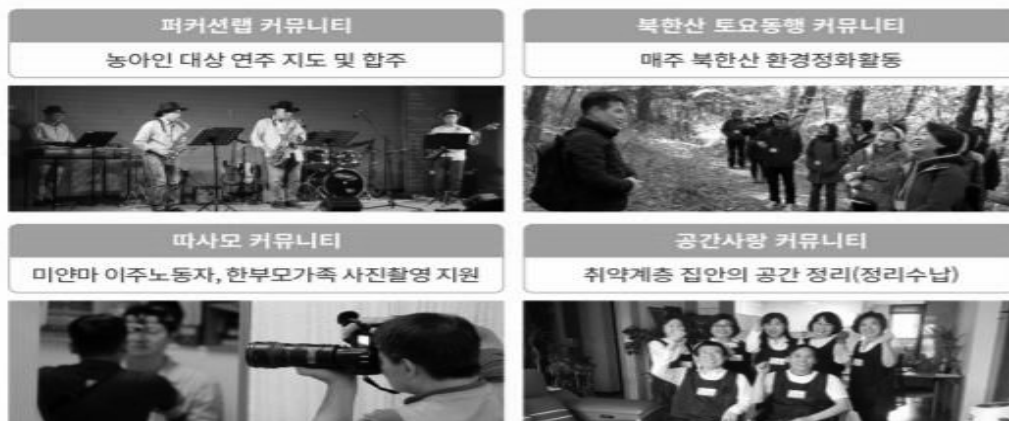 퍼커션랩 커뮤니티
농아인 대상 연주 지도 및 합주
북한산 토요동행 커뮤니티
매주 북한산 환경정화활동
따사모 커뮤니티
미얀마 이주노동자, 한부모가족 사진촬영 지원
공간사랑 커뮤니티
취약계층 집안의 공간 정리(정리수납)